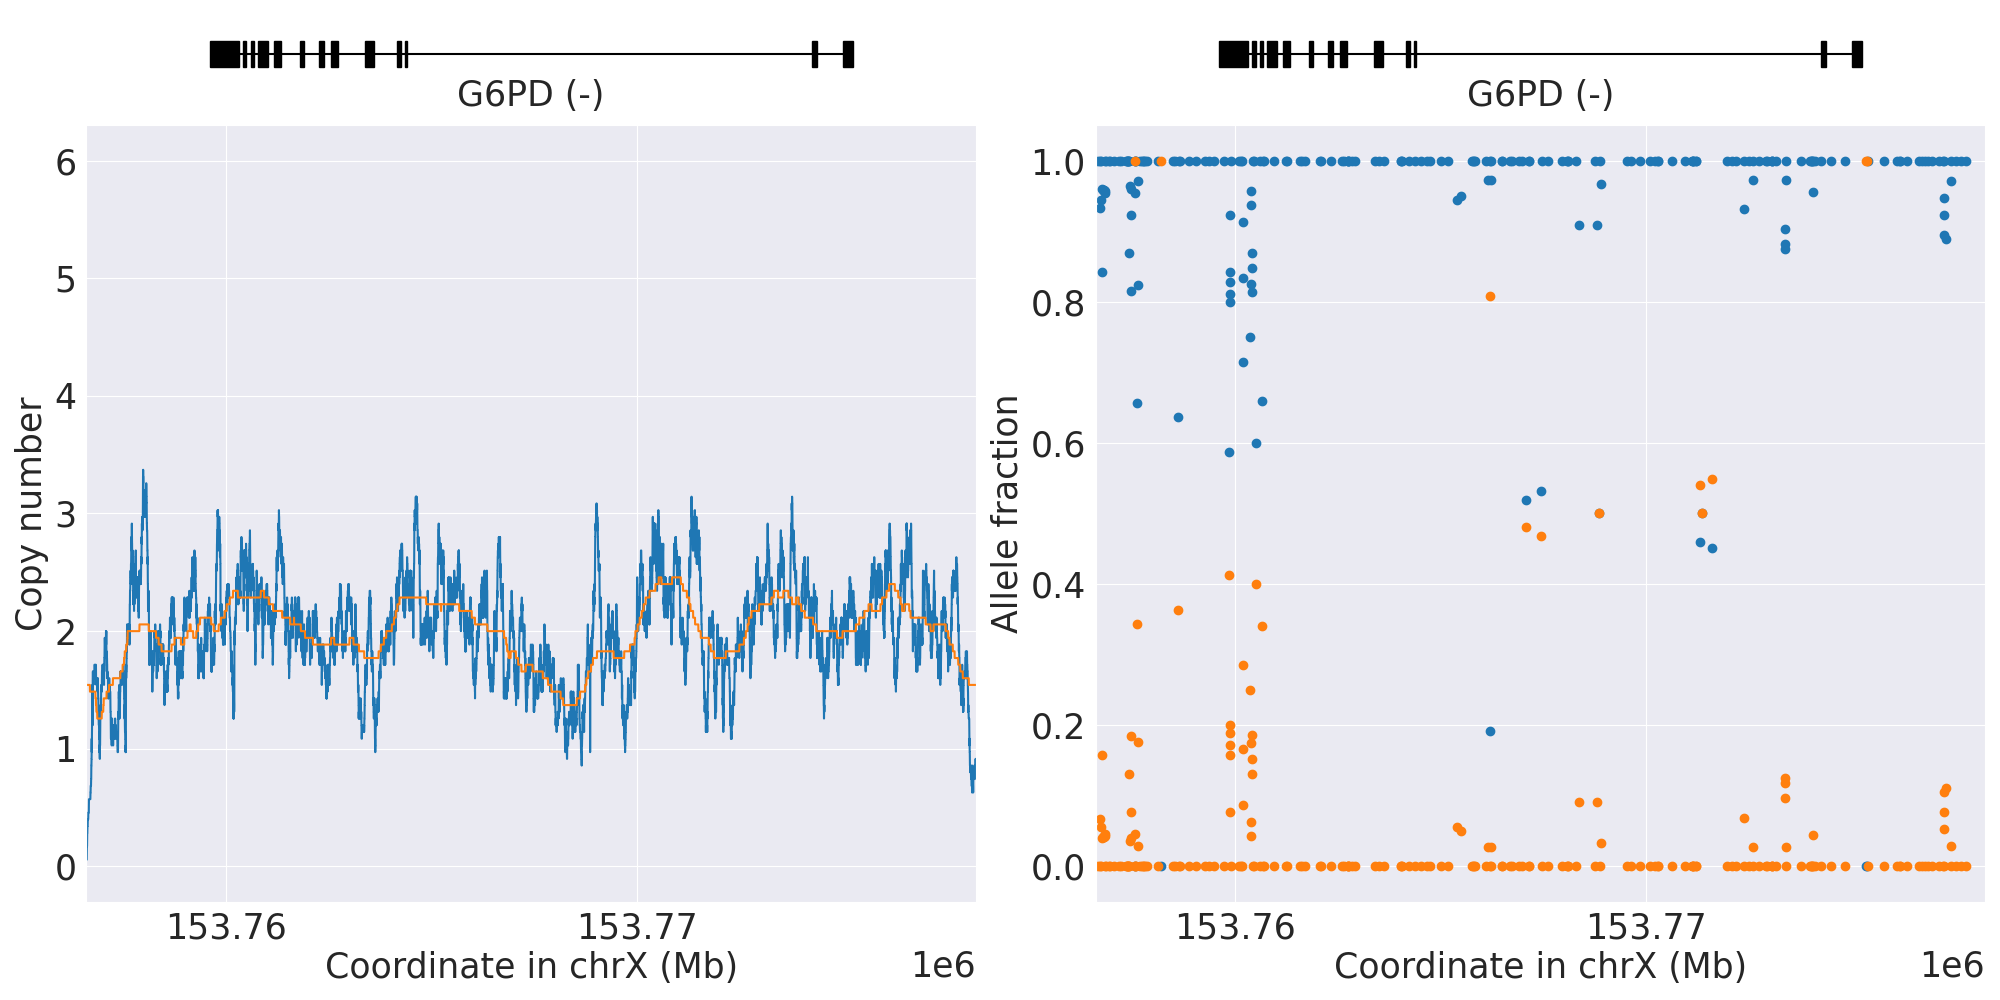 G6PD (-)
6
5
4
3
2
1
0
Copy number
153.76
153.77
Coordinate in chrX (Mb)
1e6
G6PD (-)
1.0
0.8
0.6
0.4
0.2
0.0
Allele fraction
153.76
153.77
Coordinate in chrX (Mb)
1e6